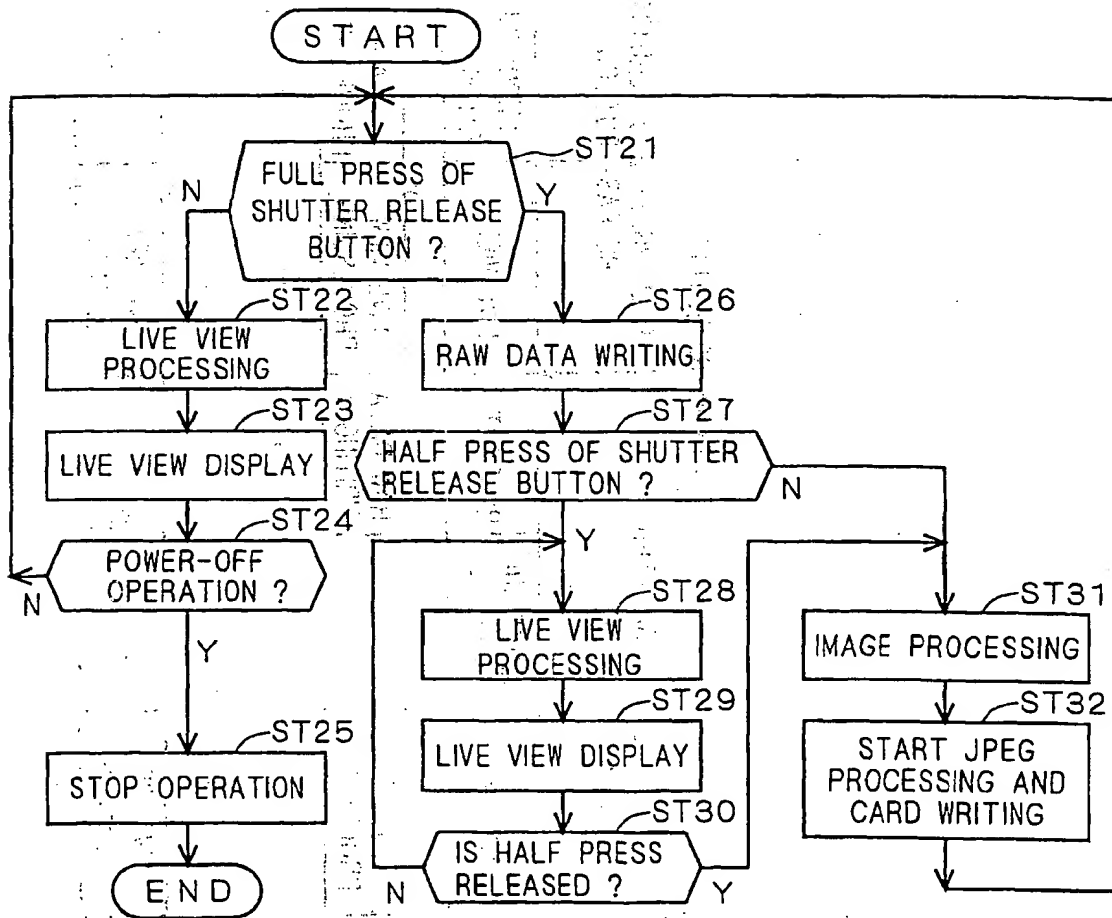 START
ST21
FULL PRESS OF
SHUTTER RELEASE
BUTTON ?
N
Y
ST22
LIVE VIEW
PROCESSING
ST23
LIVE VIEW DISPLAY
ST24
POWER-OFF
OPERATION ?
N
Y
ST25
STOP OPERATION
END
ST26
RAW DATA WRITING
ST27
HALF PRESS OF SHUTTER
RELEASE BUTTON ?
N
Y
ST28
LIVE VIEW
PROCESSING
ST29
LIVE VIEW DISPLAY
ST30
IS HALF PRESS
RELEASED ?
N
Y
ST31
IMAGE PROCESSING
ST32
START JPEG
PROCESSING AND
CARD WRITING